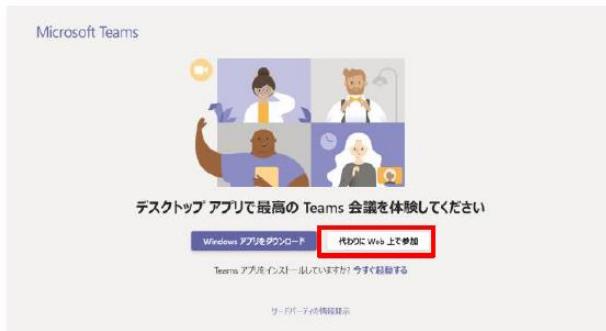 Microsoft Teams
デスクトップ アプリで最高の Teams 会議を体験してください
Windows アプリをダウンロード
代わりに Web 上で参加
Teams アプリをインストールしていますか? 今すぐ起動する
サードパーティの情報開示